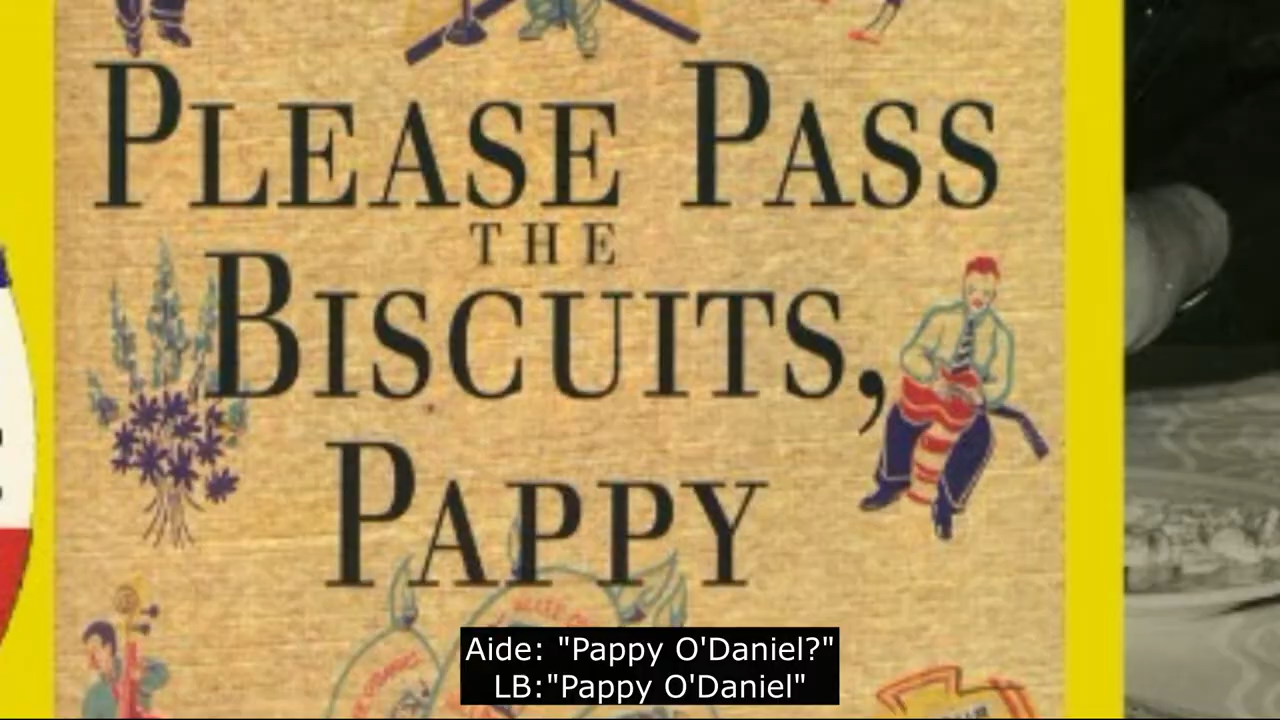 PLEASE PASS
THE
BISCUITS,
PAPPY
Aide: "Pappy O'Daniel?"
LB:"Pappy O'Daniel"